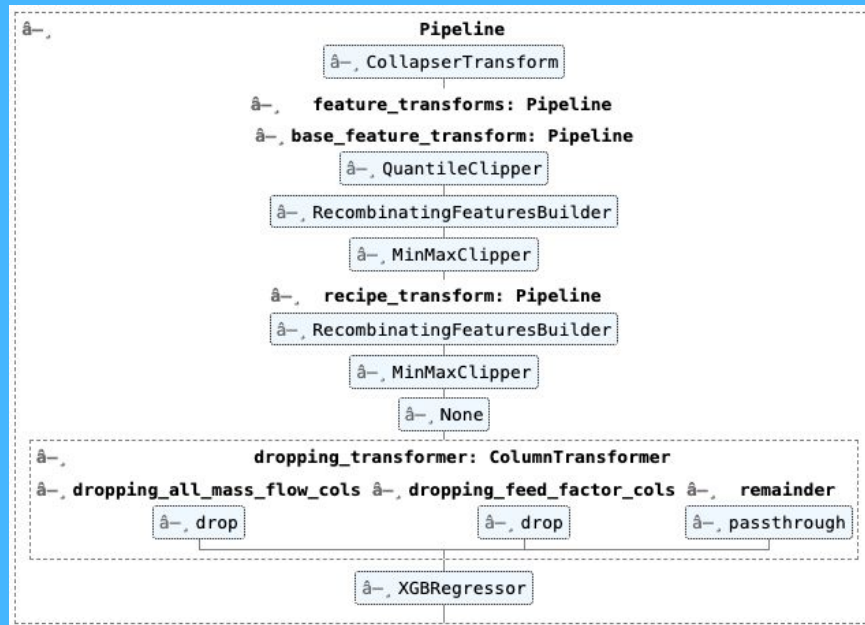 â–¸ Pipeline
â–¸ CollapserTransform
â–¸ feature_transforms: Pipeline
â–¸ base_feature_transform: Pipeline
â–¸ QuantileClipper
â–¸ RecombinatingFeaturesBuilder
â–¸ MinMaxClipper
â–¸ recipe_transform: Pipeline
â–¸ RecombinatingFeaturesBuilder
â–¸ MinMaxClipper
â–¸ None
â–¸ dropping_transformer: ColumnTransformer
â–¸ dropping_all_mass_flow_cols â–¸ dropping_feed_factor_cols â–¸ remainder
â–¸ drop â–¸ drop â–¸ passthrough
â–¸ XGBRegressor